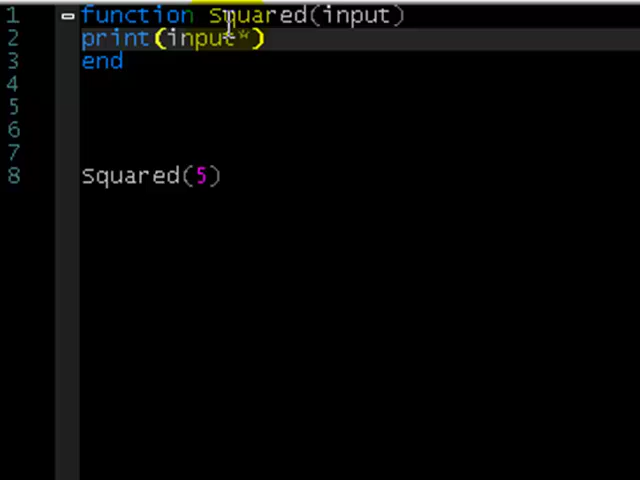 1 function Squared(input)
2 print(input*)
3 end
4
5
6
7
8 Squared(5)